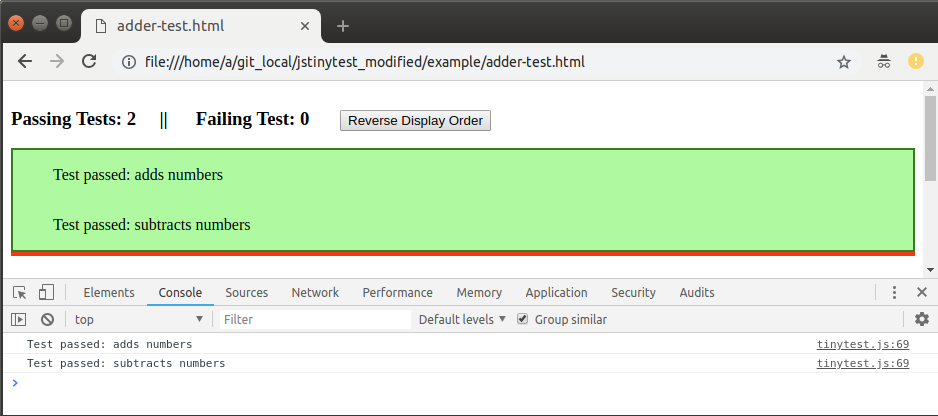 adder-test.html
file:///home/a/git_local/jstinytest_modified/example/adder-test.html
Passing Tests: 2 || Failing Test: 0 Reverse Display Order
Test passed: adds numbers
Test passed: subtracts numbers
Elements Console Sources Network Performance Memory Application Security Audits
top Filter Default levels Group similar
Test passed: adds numbers tinytest.js:69
Test passed: subtracts numbers tinytest.js:69